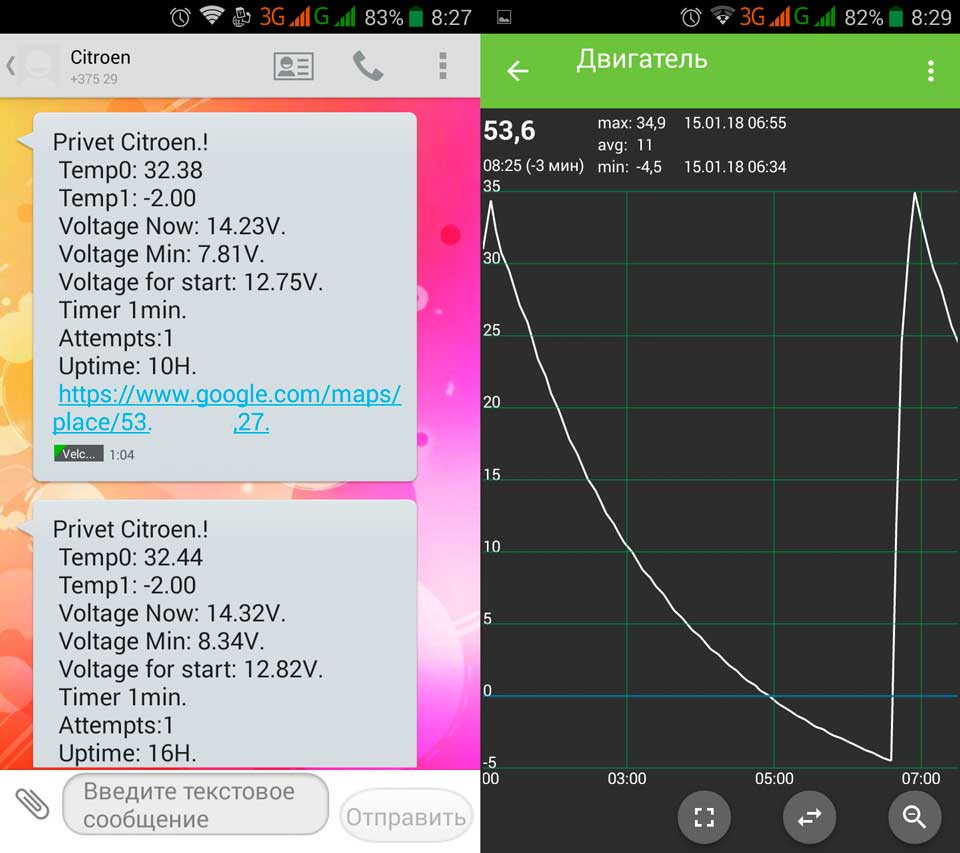 3G G 83% 8:27
Citroen
+375 29
Privet Citroen.!
Temp0: 32.38
Temp1: -2.00
Voltage Now: 14.23V.
Voltage Min: 7.81V.
Voltage for start: 12.75V.
Timer 1min.
Attempts:1
Uptime: 10H.
https://www.google.com/maps/
place/53. ,27.
Velc... 1:04
Privet Citroen.!
Temp0: 32.44
Temp1: -2.00
Voltage Now: 14.32V.
Voltage Min: 8.34V.
Voltage for start: 12.82V.
Timer 1min.
Attempts:1
Uptime: 16H.
Введите текстовое
сообщение
Отправить
3G G 82% 8:29
Двигатель
53,6
08:25 (-3 мин)
max: 34,9 15.01.18 06:55
avg: 11
min: -4,5 15.01.18 06:34
35
30
25
20
15
10
5
0
-5
00 03:00 05:00 07:00